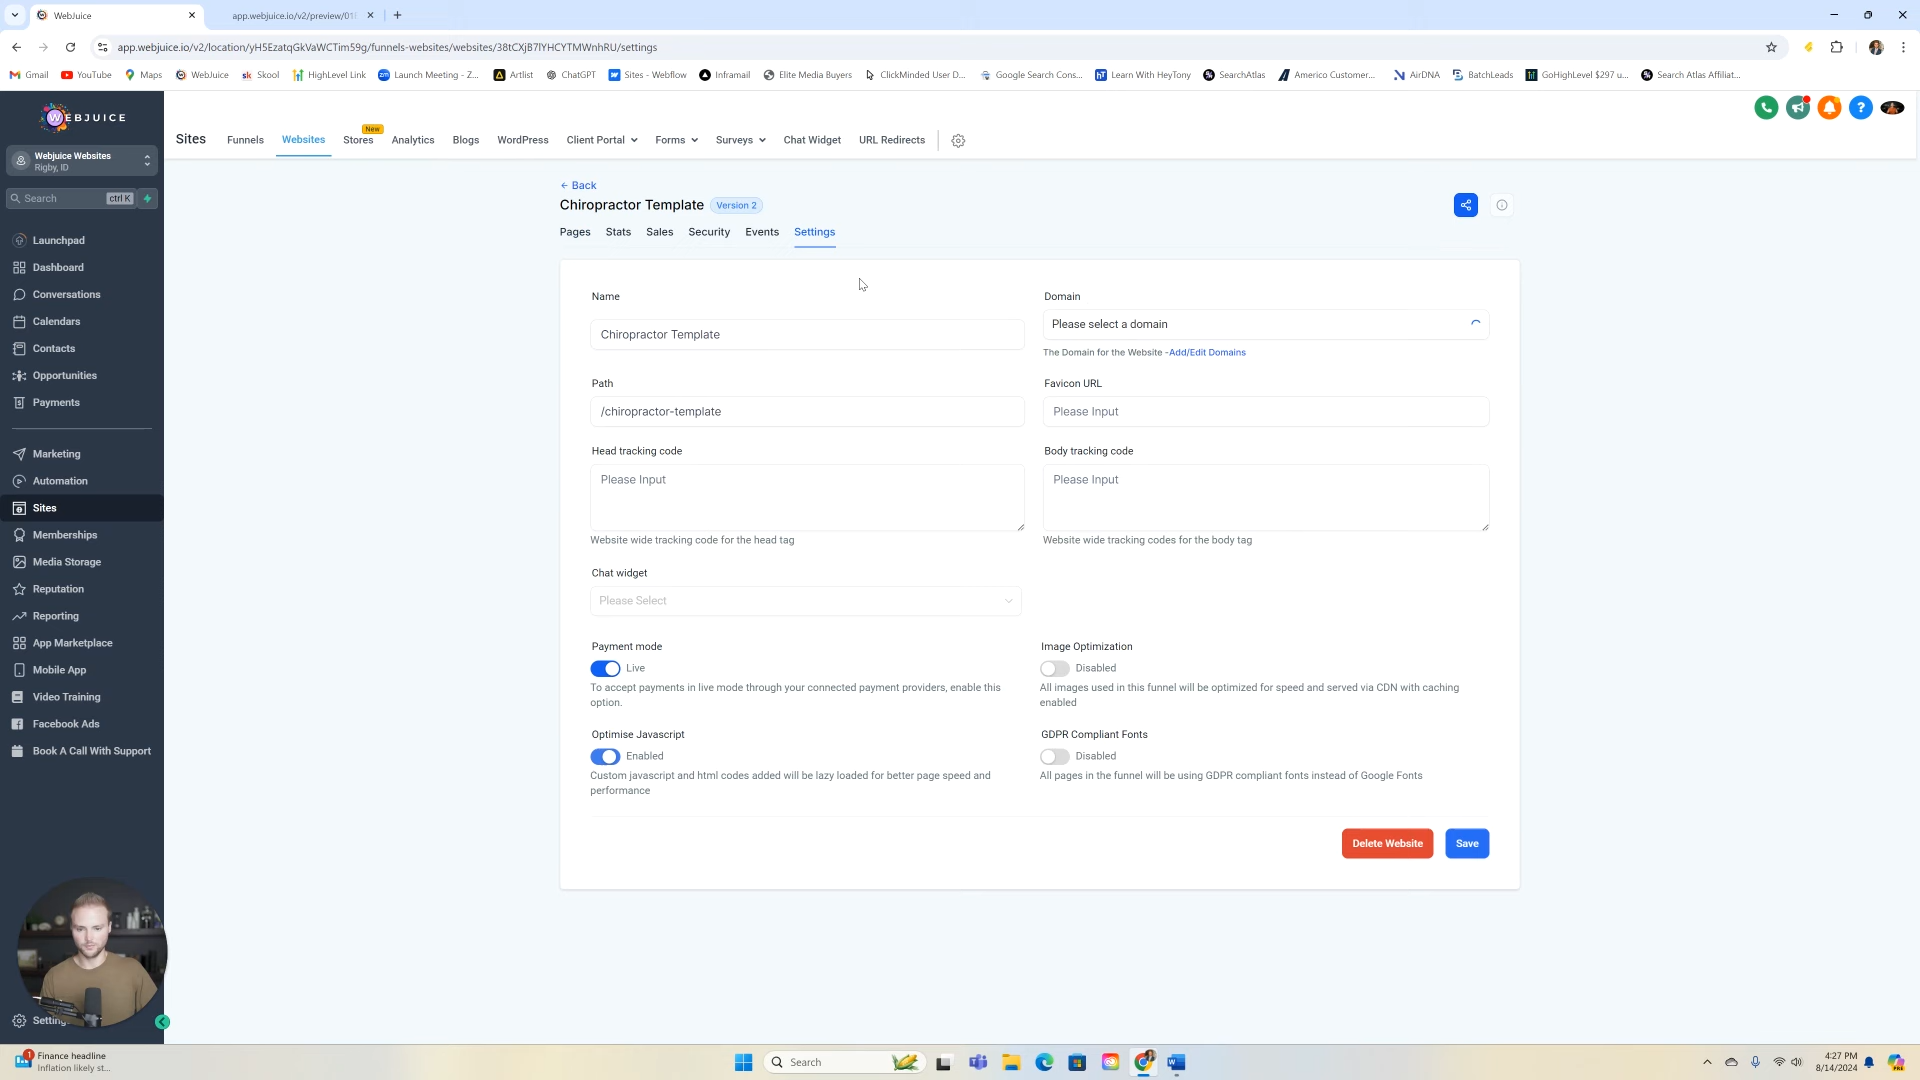 WebJuice
app.webjuice.io/v2/preview/01
app.webjuice.io/v2/location/yH5EzatqGkVaWCTim59g/funnels-websites/websites/38tCXjB7lYHCYTMWnhRU/settings
Gmail YouTube Maps WebJuice Skool HighLevel Link Launch Meeting - Z... Artlist ChatGPT Sites - Webflow Inframail Elite Media Buyers ClickMinded User D... Google Search Cons... Learn With HeyTony SearchAtlas Americo Customer... AirDNA BatchLeads GoHighLevel $297 u... Search Atlas Affiliat...
WEBJUICE
Webjuice Websites
Rigby, ID
Search ctrl K
Launchpad
Dashboard
Conversations
Calendars
Contacts
Opportunities
Payments
Marketing
Automation
Sites
Memberships
Media Storage
Reputation
Reporting
App Marketplace
Mobile App
Video Training
Facebook Ads
Book A Call With Support
New
Sites Funnels Websites Stores Analytics Blogs WordPress Client Portal Forms Surveys Chat Widget URL Redirects
← Back
Chiropractor Template Version 2
Pages Stats Sales Security Events Settings
Name
Chiropractor Template
Domain
Please select a domain
The Domain for the Website -Add/Edit Domains
Path
/chiropractor-template
Favicon URL
Please Input
Head tracking code
Please Input
Website wide tracking code for the head tag
Body tracking code
Please Input
Website wide tracking codes for the body tag
Chat widget
Please Select
Payment mode
Live
To accept payments in live mode through your connected payment providers, enable this
option.
Image Optimization
Disabled
All images used in this funnel will be optimized for speed and served via CDN with caching
enabled
Optimise Javascript
Enabled
Custom javascript and html codes added will be lazy loaded for better page speed and
performance
GDPR Compliant Fonts
Disabled
All pages in the funnel will be using GDPR compliant fonts instead of Google Fonts
Delete Website Save
Setting
1
Finance headline
Inflation likely st...
Search
4:27 PM
8/14/2024